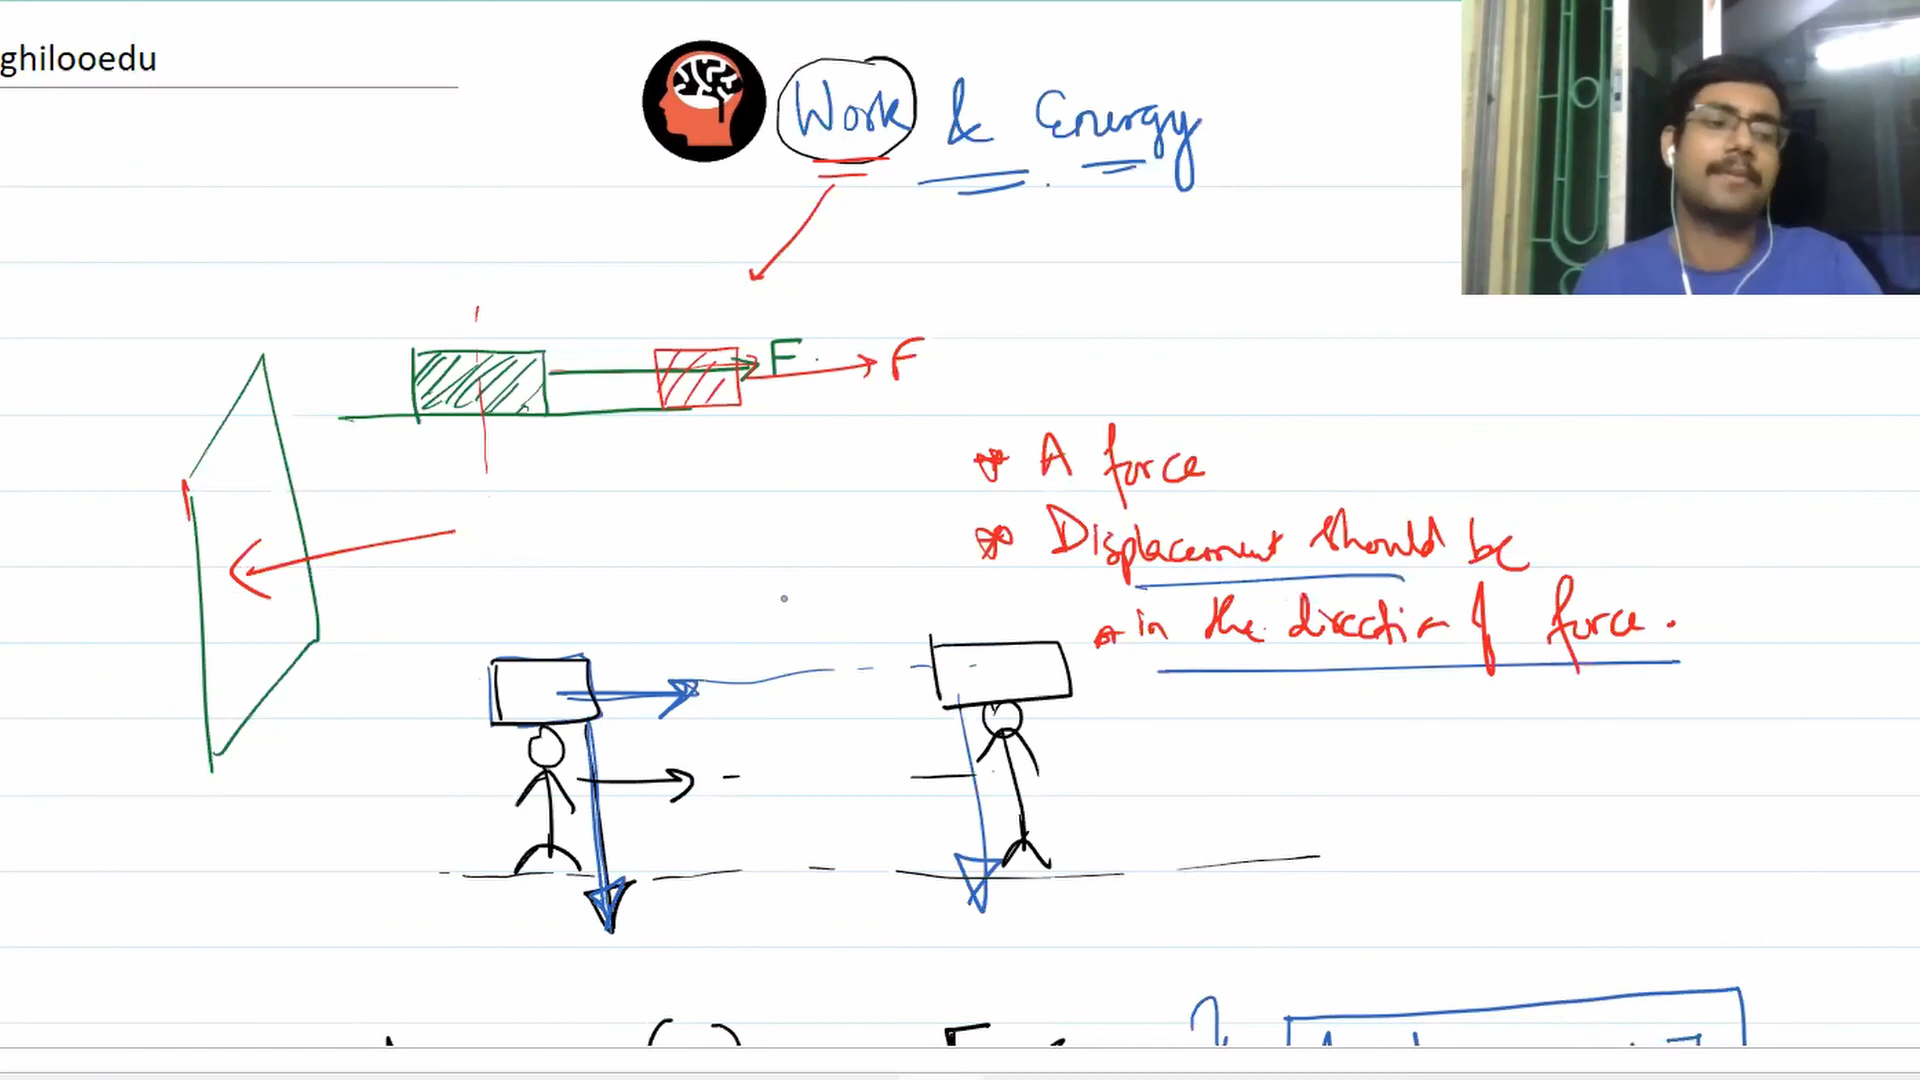 ghilooedu
Work & Energy
F
F
* A force
* Displacement should be
in the direction of force.